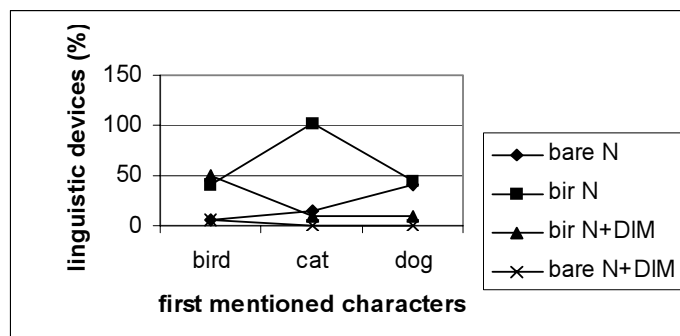 linguistic devices (%)
150
100
50
0
bird cat dog
first mentioned characters
bare N
bir N
bir N+DIM
bare N+DIM